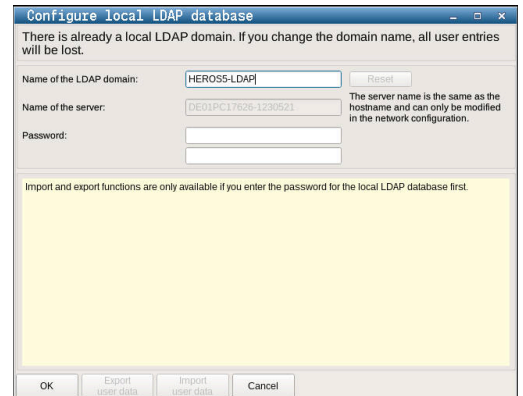 Configure local LDAP database
There is already a local LDAP domain. If you change the domain name, all user entries
will be lost.
Name of the LDAP domain:
HEROS5-LDAP
Reset
Name of the server:
DE01PC17626-1230521
The server name is the same as the
hostname and can only be modified
in the network configuration.
Password:
Import and export functions are only available if you enter the password for the local LDAP database first.
OK
Export
user data
Import
user data
Cancel